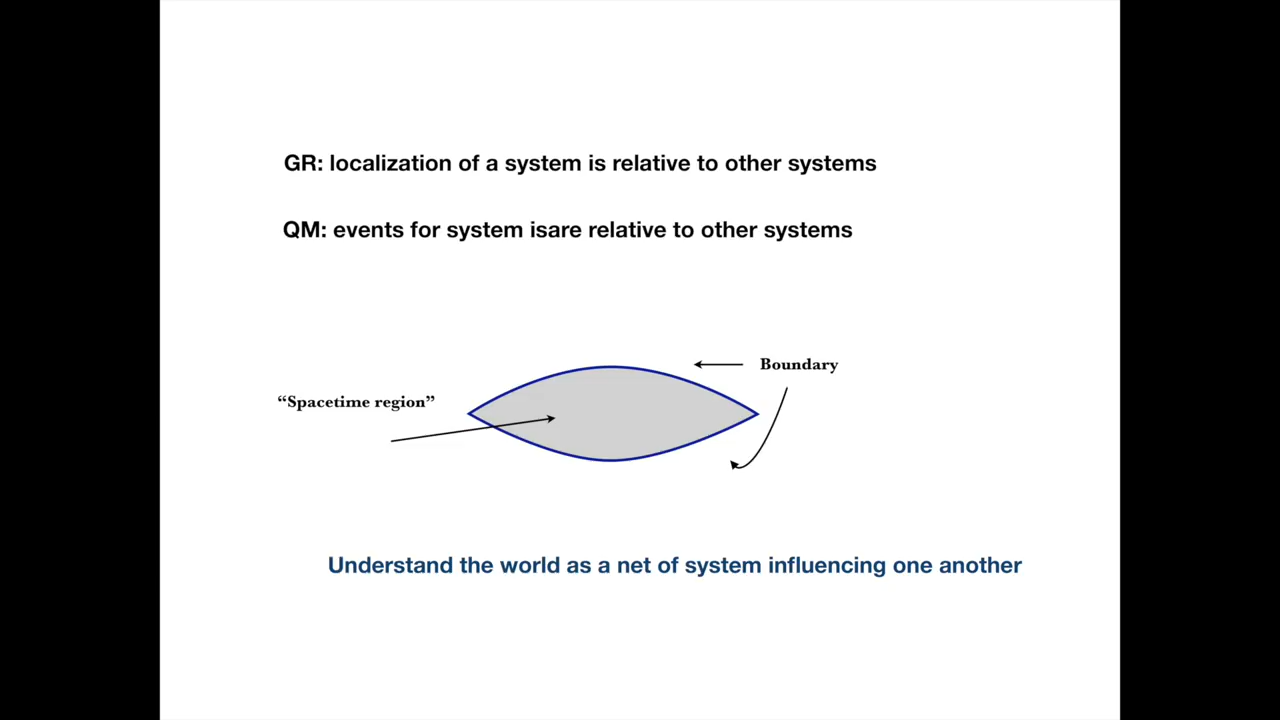 GR: localization of a system is relative to other systems
QM: events for system isare relative to other systems
Boundary
“Spacetime region”
Understand the world as a net of system influencing one another